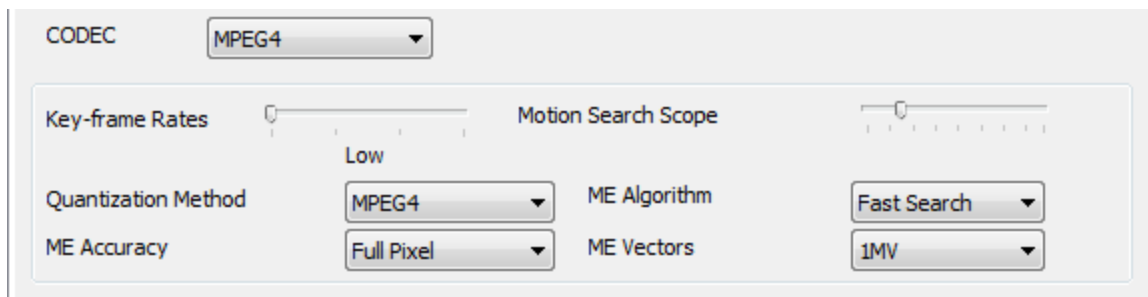 CODEC MPEG4
Key-frame Rates Motion Search Scope
Low
Quantization Method MPEG4 ME Algorithm Fast Search
ME Accuracy Full Pixel ME Vectors 1MV